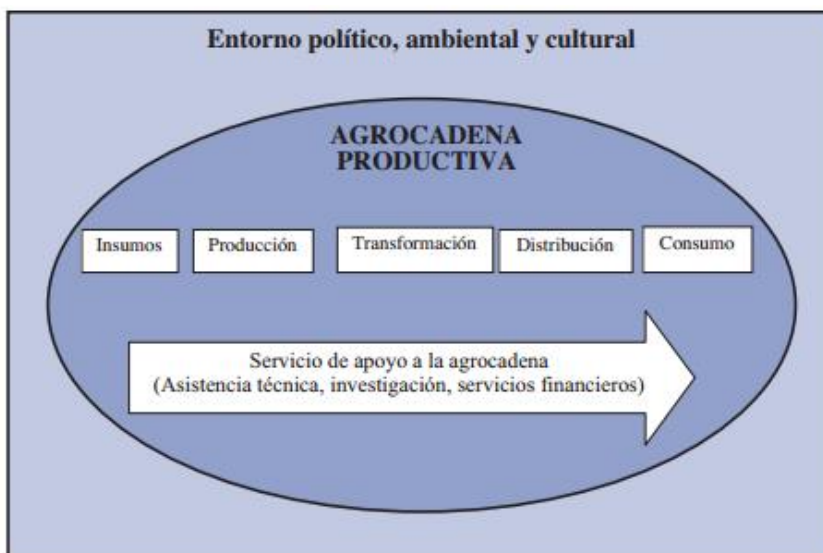 Entorno político, ambiental y cultural
AGROCADENA
PRODUCTIVA
Insumos
Producción
Transformación
Distribución
Consumo
Servicio de apoyo a la agrocadena
(Asistencia técnica, investigación, servicios financieros)